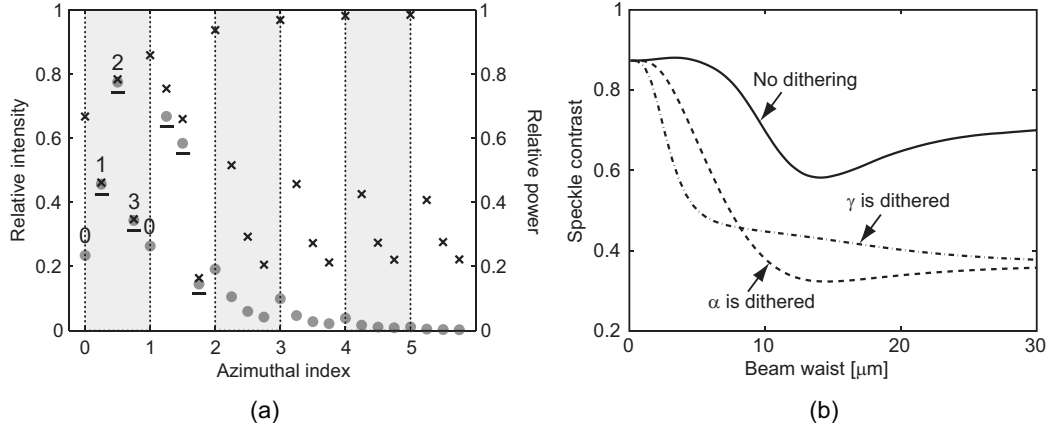 1
0.8
0.6
0.4
0.2
0
Relative intensity
0
1
2
3
0
1
0.8
0.6
0.4
0.2
0
Relative power
0 1 2 3 4 5
Azimuthal index
(a)
1.0
0.8
0.6
0.4
0.2
Speckle contrast
No dithering
γ is dithered
α is dithered
0 10 20 30
Beam waist [μm]
(b)